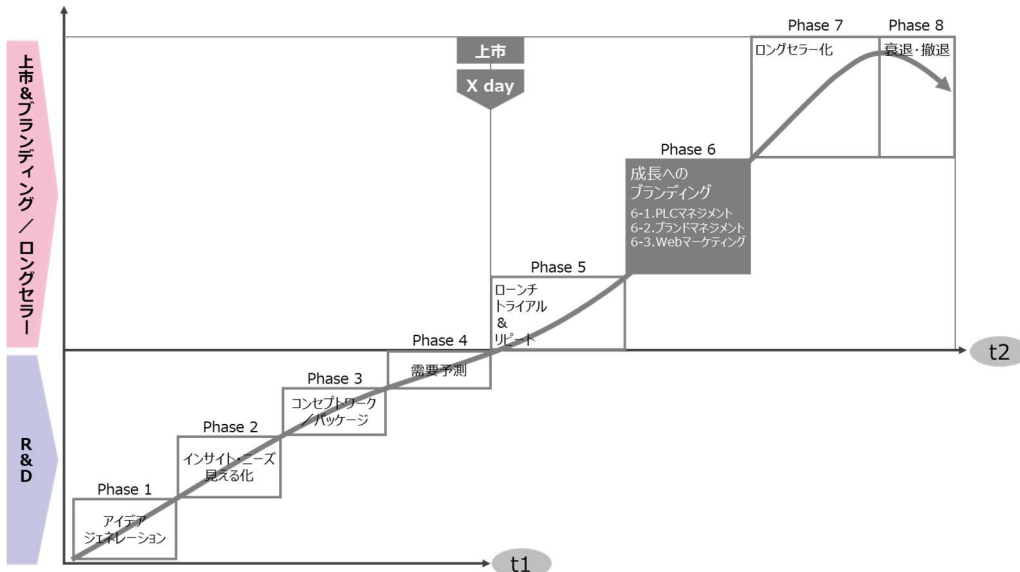 Phase 7
Phase 8
ロングセラー化
衰退・撤退
上市
X day
Phase 6
成長への
ブランディング
6-1.PLCマネジメント
6-2.ブランドマネジメント
6-3.Webマーケティング
上市&ブランディング／ロングセラー
Phase 5
ローンチ
トライアル
&
リピート
Phase 4
t2
需要予測
Phase 3
コンセプトワーク
／パッケージ
Phase 2
インサイト・ニーズ
見える化
R&D
Phase 1
アイデア
ジェネレーション
t1